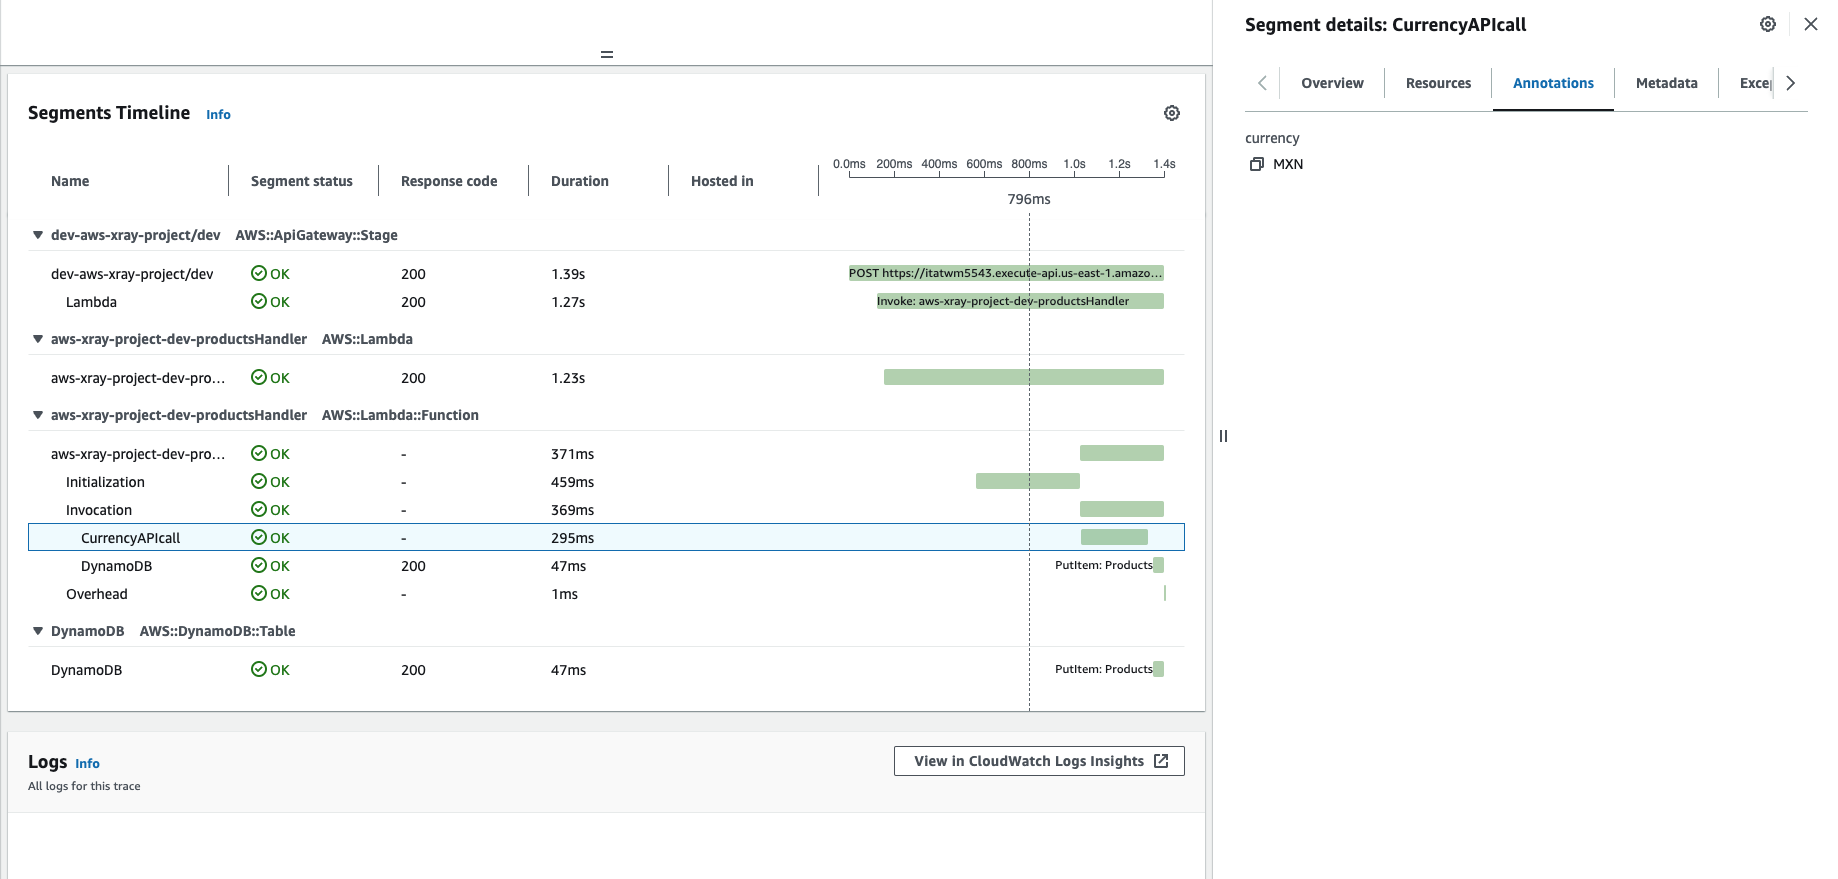 Segments Timeline Info
Name Segment status Response code Duration Hosted in 0.0ms 200ms 400ms 600ms 800ms 1.0s 1.2s 1.4s
796ms
dev-aws-xray-project/dev AWS::ApiGateway::Stage
dev-aws-xray-project/dev OK 200 1.39s POST https://itatwm5543.execute-api.us-east-1.amazo...
Lambda OK 200 1.27s Invoke: aws-xray-project-dev-productsHandler
aws-xray-project-dev-productsHandler AWS::Lambda
aws-xray-project-dev-pro... OK 200 1.23s
aws-xray-project-dev-productsHandler AWS::Lambda::Function
aws-xray-project-dev-pro... OK - 371ms
Initialization OK - 459ms
Invocation OK - 369ms
CurrencyAPIcall OK - 295ms
DynamoDB OK 200 47ms PutItem: Products
Overhead OK - 1ms
DynamoDB AWS::DynamoDB::Table
DynamoDB OK 200 47ms PutItem: Products
Logs Info
All logs for this trace
View in CloudWatch Logs Insights
Segment details: CurrencyAPIcall
Overview Resources Annotations Metadata Excep
currency
MXN